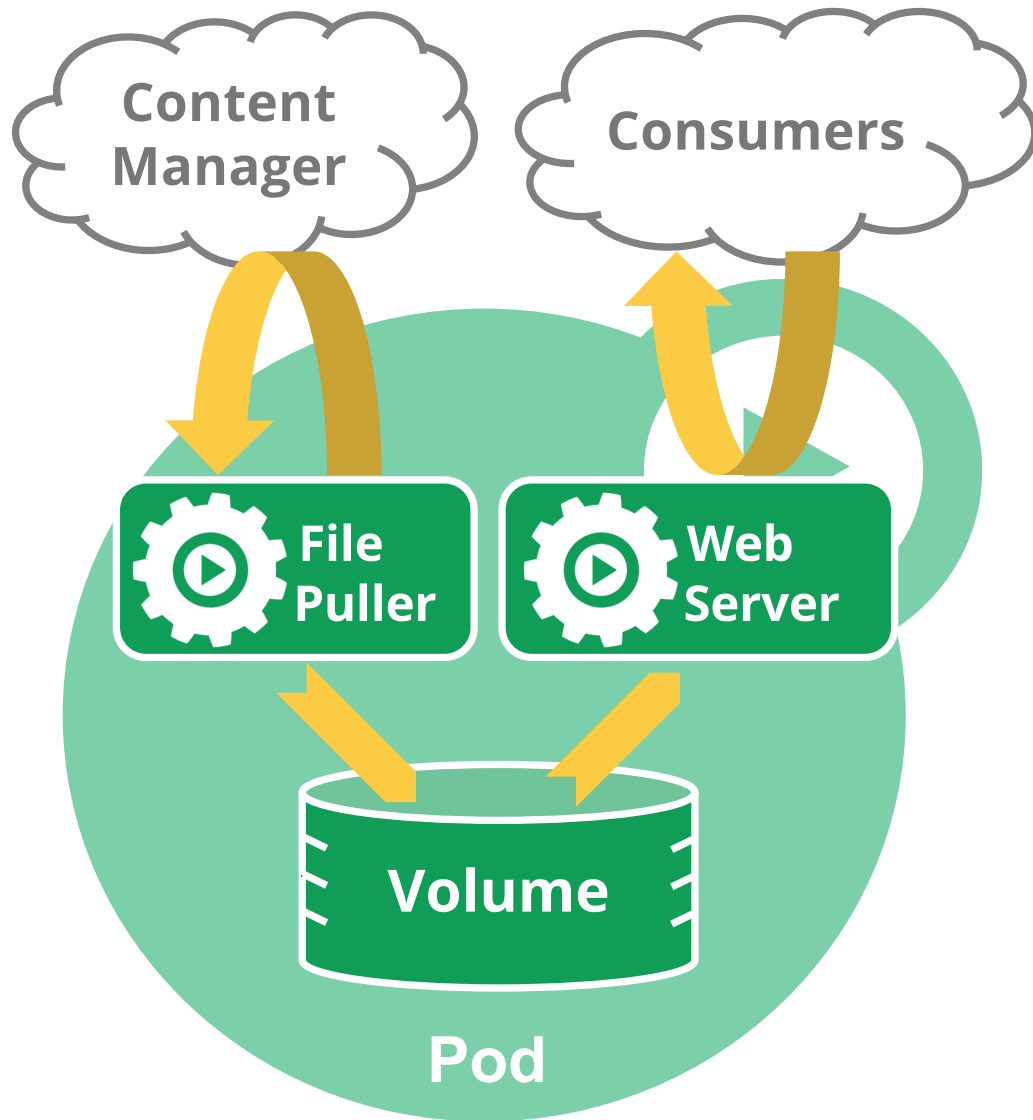 Content
Manager
Consumers
File
Puller
Web
Server
Volume
Pod